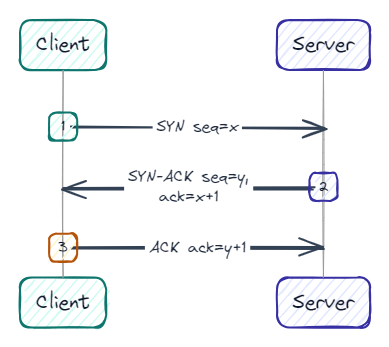 Client
Server
1
SYN seq=x
SYN-ACK seq=y,
ack=x+1
2
3
ACK ack=y+1
Client
Server